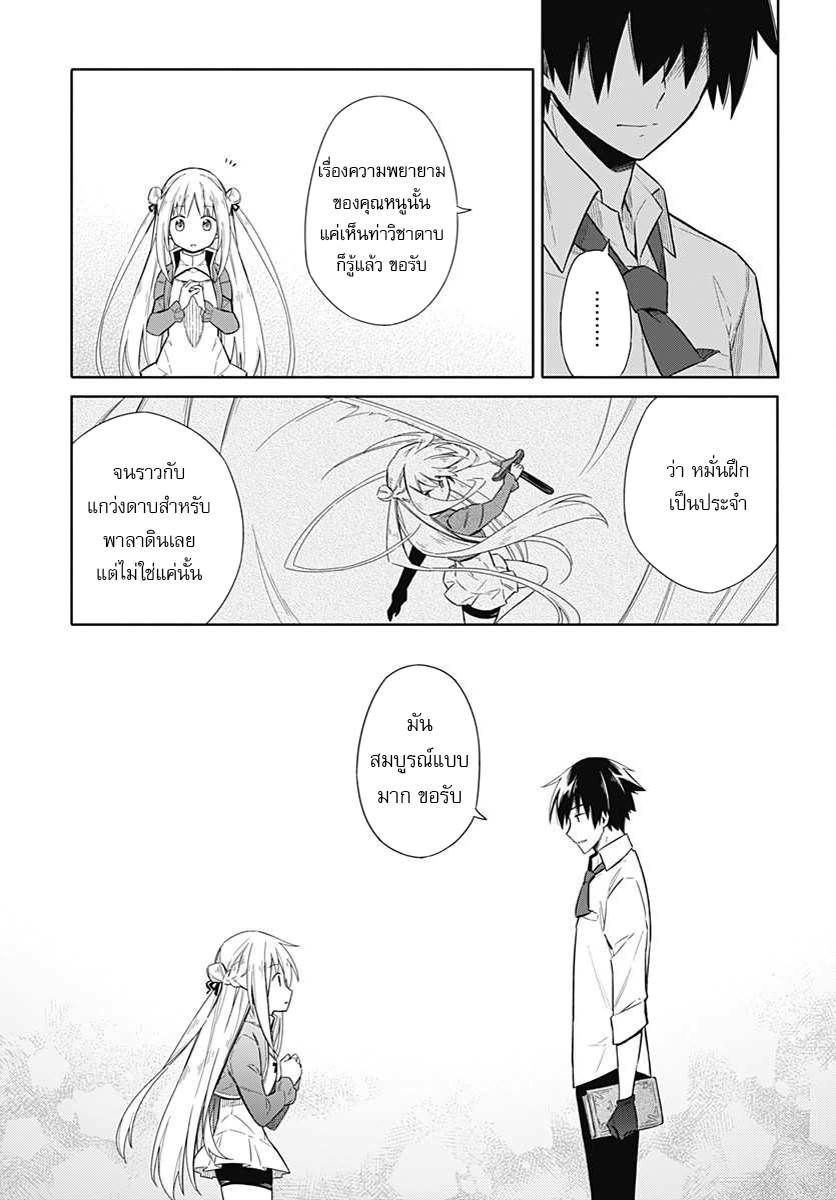 ………
เรื่องความพยายาม
ของคุณหนูนั้น
แค่เห็นท่าวิชาดาบ
ก็รู้แล้ว ขอรับ
ว่า หมั่นฝึก
เป็นประจำ
จนราวกับ
แกว่งดาบสำหรับ
พาลาดินเลย
แต่ไม่ใช่แค่นั้น
มัน
สมบูรณ์แบบ
มาก ขอรับ